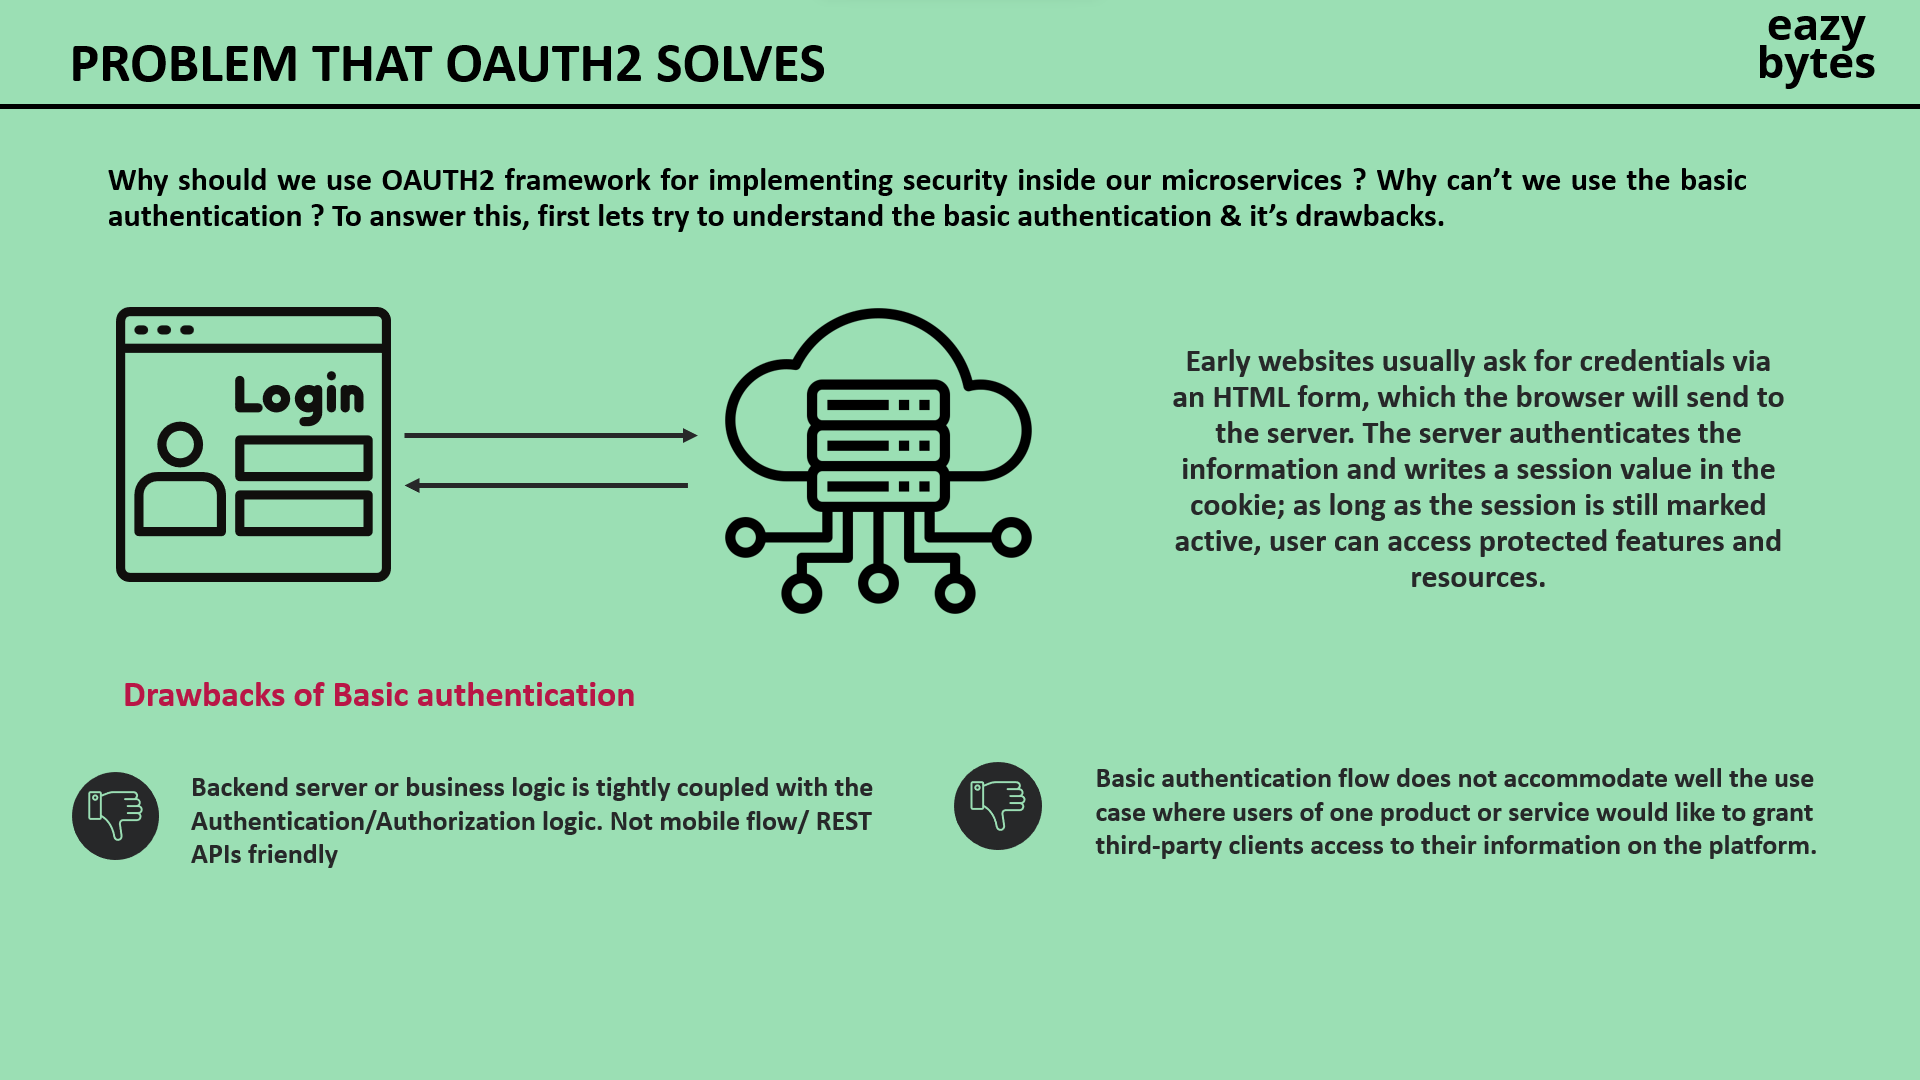 PROBLEM THAT OAUTH2 SOLVES
eazy
bytes
Why should we use OAUTH2 framework for implementing security inside our microservices ? Why can’t we use the basic
authentication ? To answer this, first lets try to understand the basic authentication & it’s drawbacks.
Login
Early websites usually ask for credentials via
an HTML form, which the browser will send to
the server. The server authenticates the
information and writes a session value in the
cookie; as long as the session is still marked
active, user can access protected features and
resources.
Drawbacks of Basic authentication
Backend server or business logic is tightly coupled with the
Authentication/Authorization logic. Not mobile flow/ REST
APIs friendly
Basic authentication flow does not accommodate well the use
case where users of one product or service would like to grant
third-party clients access to their information on the platform.